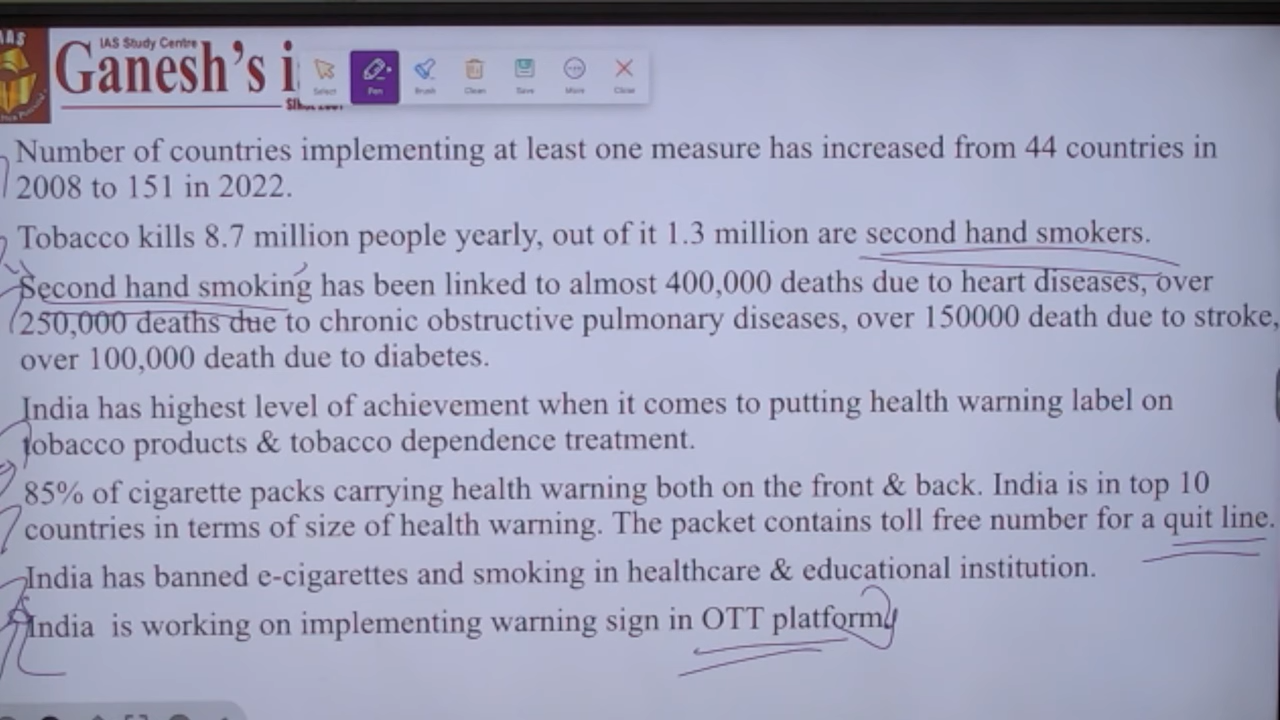 IAS
IAS Study Centre
Ganesh's i
Select
Pen
Brush
Clean
Save
More
Close
Number of countries implementing at least one measure has increased from 44 countries in
2008 to 151 in 2022.
Tobacco kills 8.7 million people yearly, out of it 1.3 million are second hand smokers.
Second hand smoking has been linked to almost 400,000 deaths due to heart diseases, over
250,000 deaths due to chronic obstructive pulmonary diseases, over 150000 death due to stroke,
over 100,000 death due to diabetes.
India has highest level of achievement when it comes to putting health warning label on
tobacco products & tobacco dependence treatment.
85% of cigarette packs carrying health warning both on the front & back. India is in top 10
countries in terms of size of health warning. The packet contains toll free number for a quit line.
India has banned e-cigarettes and smoking in healthcare & educational institution.
India is working on implementing warning sign in OTT platform